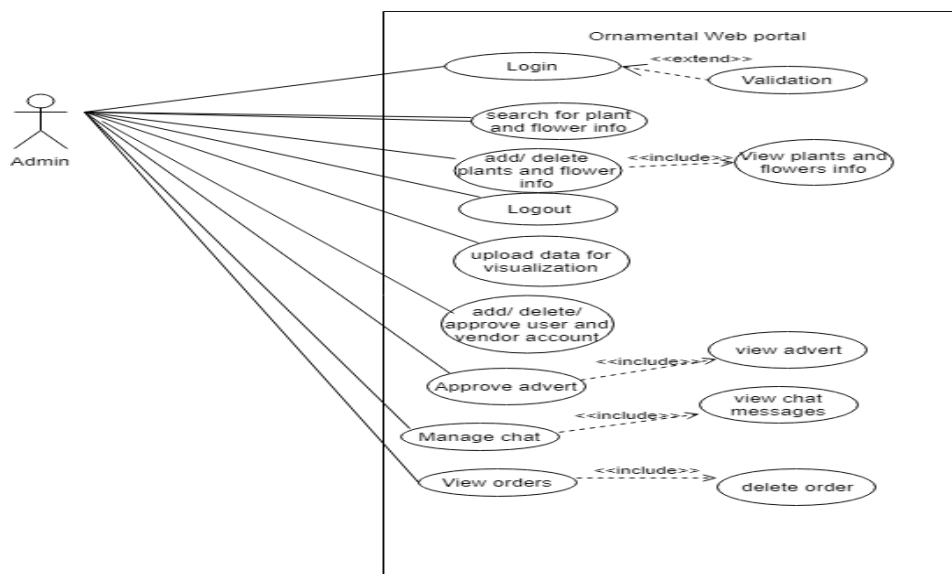 Ornamental Web portal
Login
<<extend>>
Validation
Admin
search for plant
and flower info
add/ delete
plants and flower
info
<<include>>
View plants and
flowers info
Logout
upload data for
visualization
add/ delete/
approve user and
vendor account
Approve advert
<<include>>
view advert
Manage chat
<<include>>
view chat
messages
View orders
<<include>>
delete order